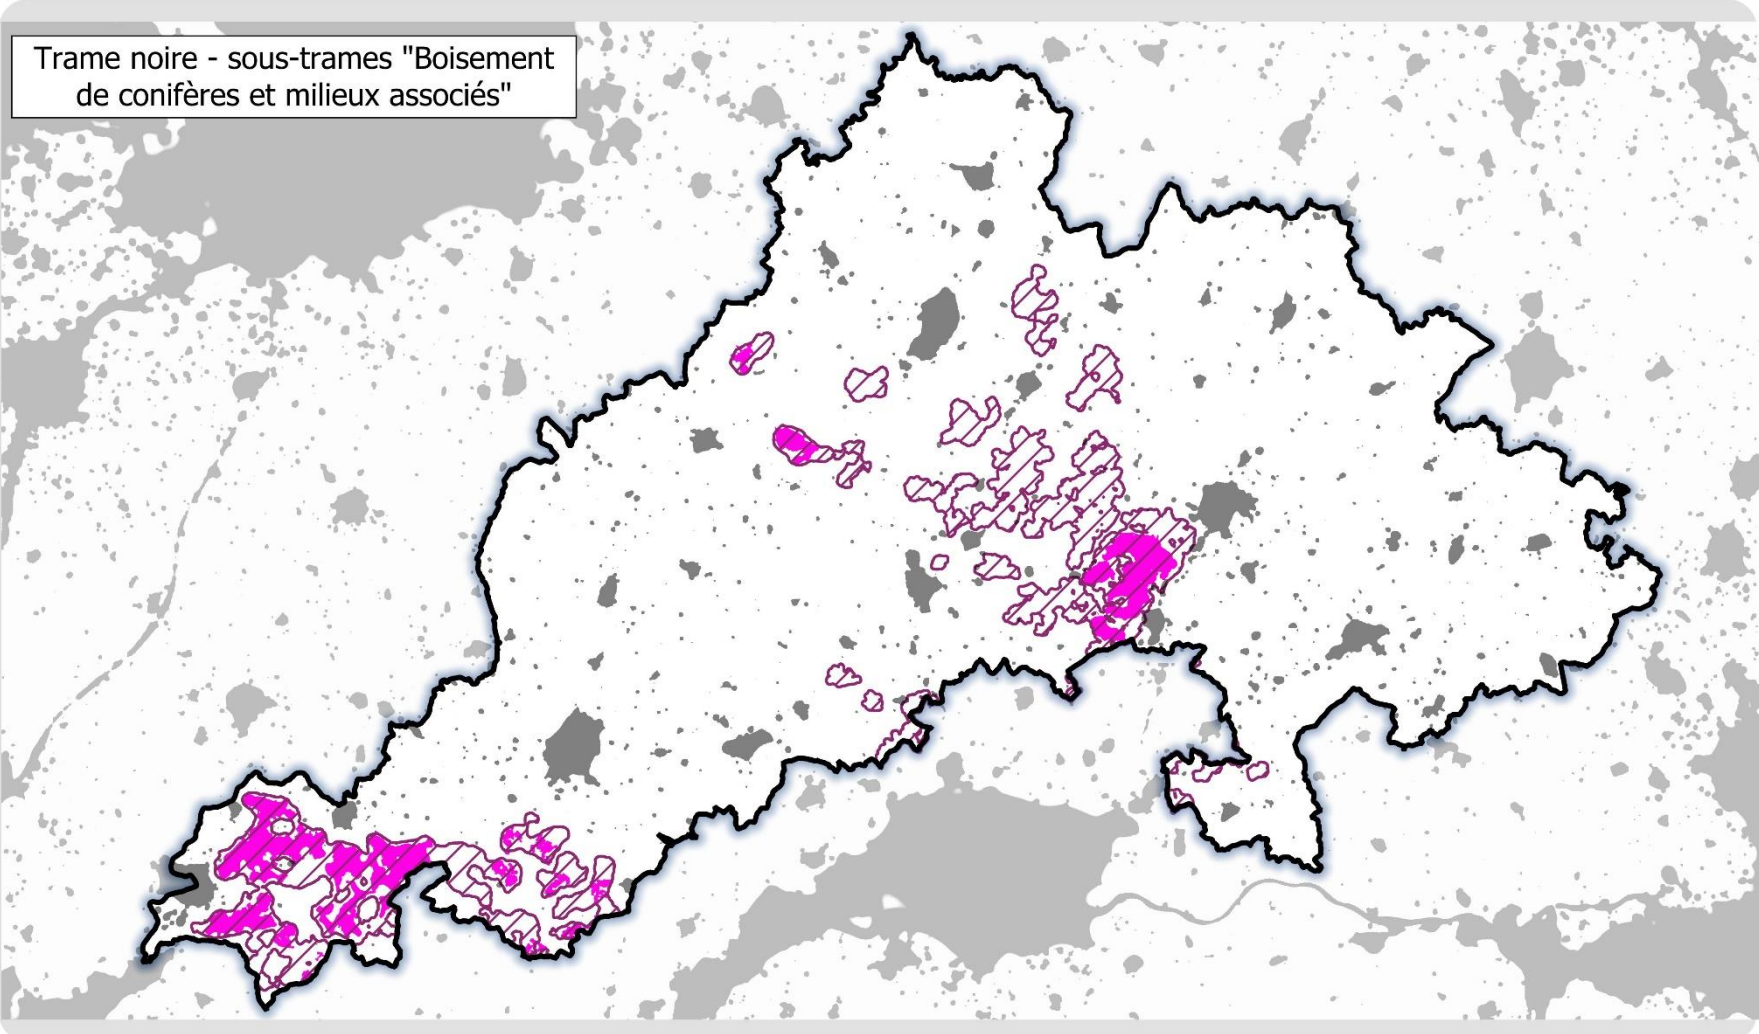 Trame noire - sous-trames "Boisement
de conifères et milieux associés"